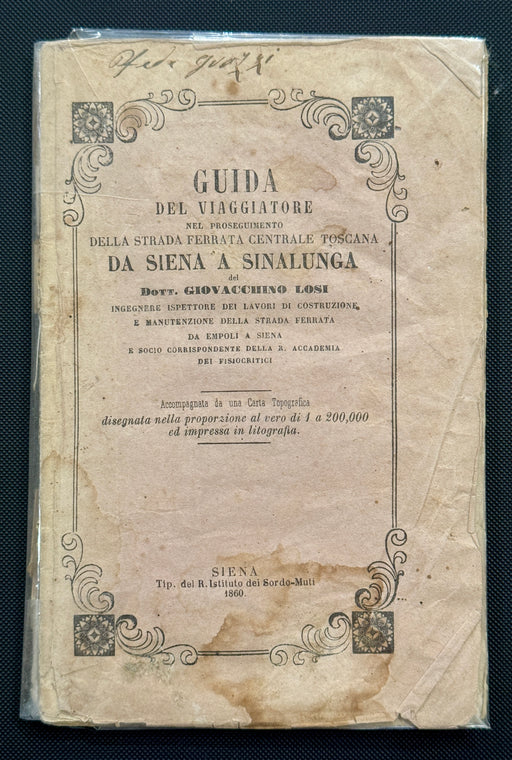 GUIDA
DEL VIAGGIATORE
NEL PROSEGUIMENTO
DELLA STRADA FERRATA CENTRALE TOSCANA
DA SIENA A SINALUNGA
del
Dott. GIOVACCHINO LOSI
INGEGNERE ISPETTORE DEI LAVORI DI COSTRUZIONE
E MANUTENZIONE DELLA STRADA FERRATA
DA EMPOLI A SIENA
E SOCIO CORRISPONDENTE DELLA R. ACCADEMIA
DEI FISIOCRITICI
Accompagnata da una Carta Topografica
disegnata nella proporzione al vero di 1 a 200,000
ed impressa in litografia.
SIENA
Tip. del R. Istituto dei Sordo-Muti
1860.